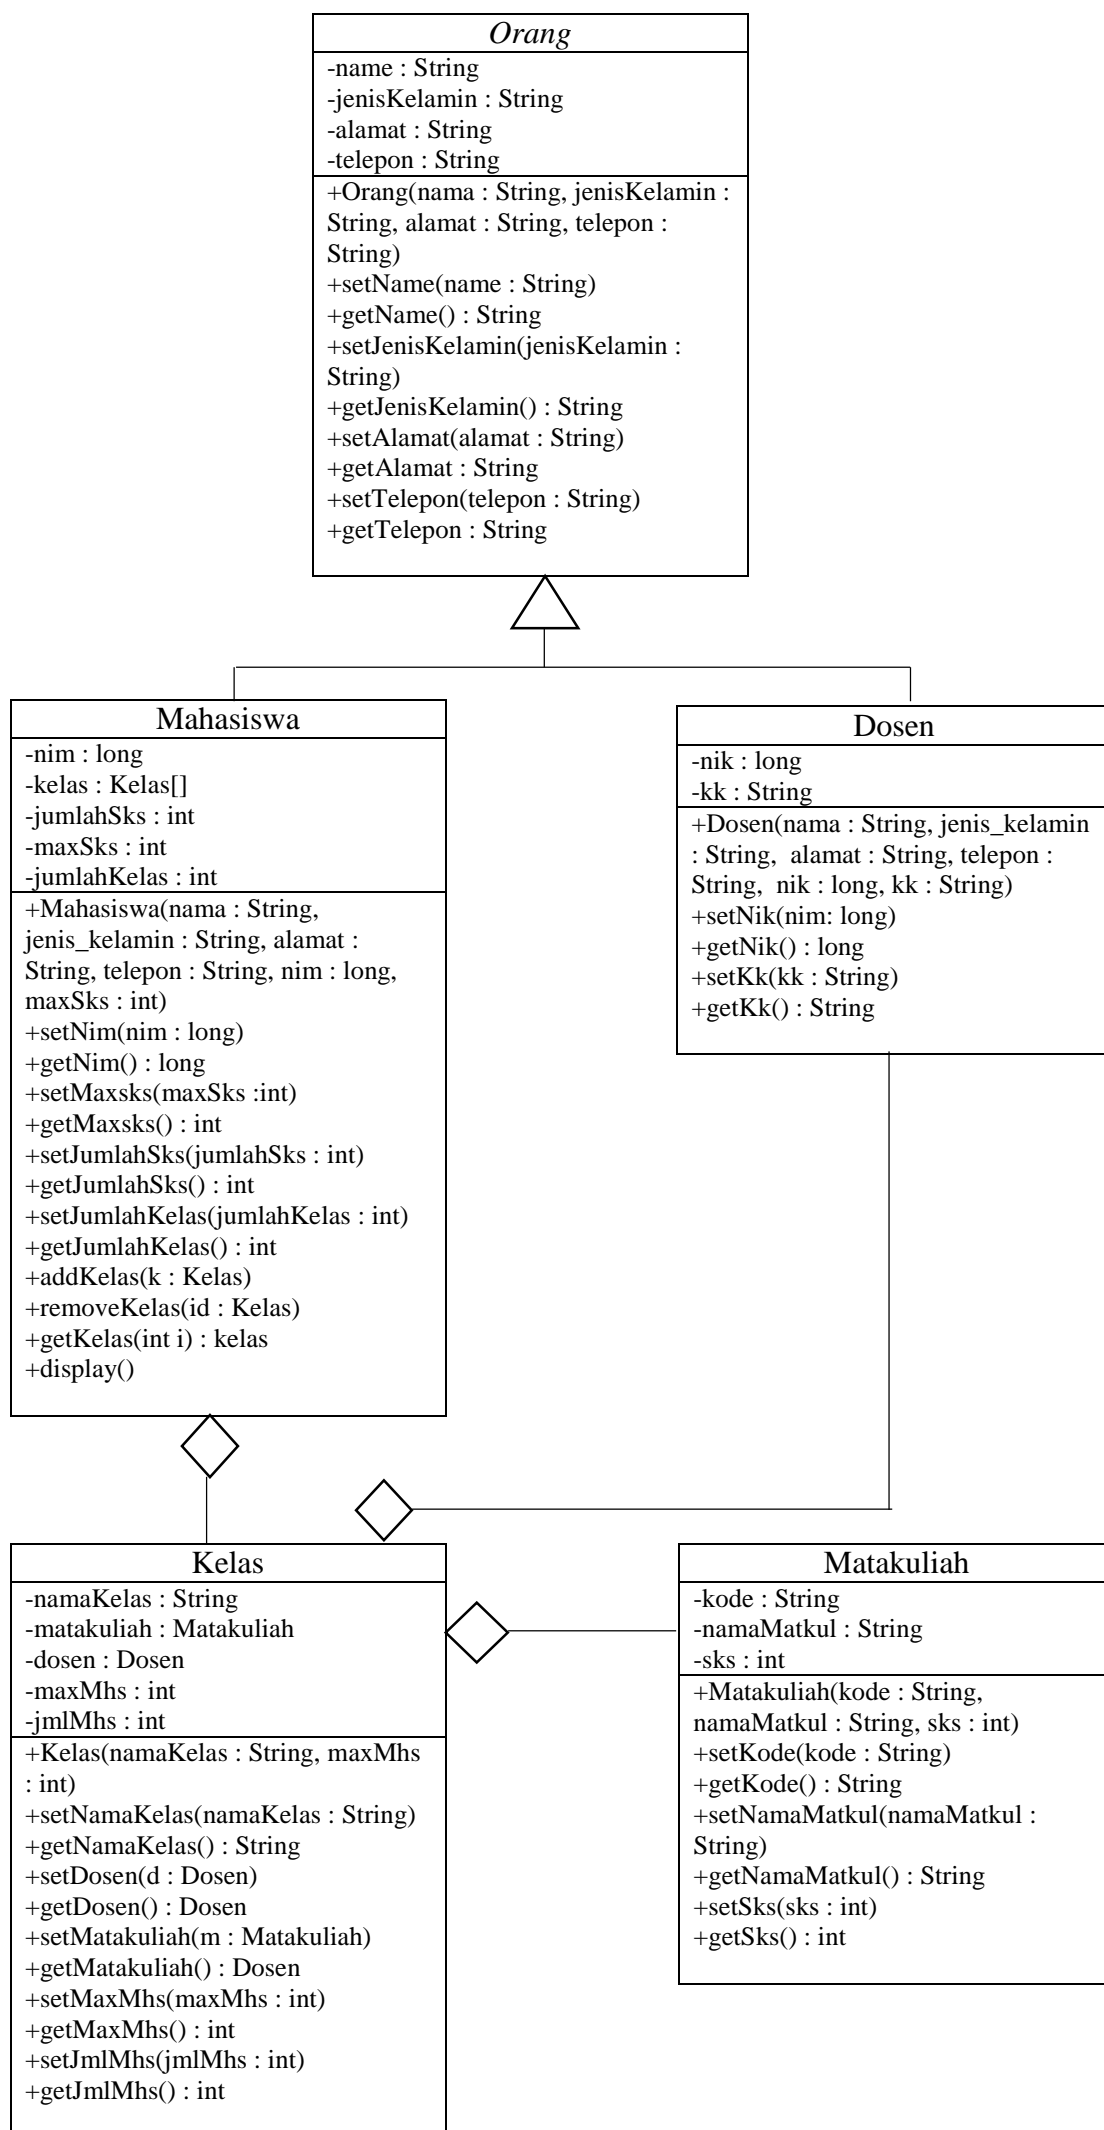 Orang
-name : String
-jenisKelamin : String
-alamat : String
-telepon : String
+Orang(nama : String, jenisKelamin :
String, alamat : String, telepon :
String)
+setName(name : String)
+getName() : String
+setJenisKelamin(jenisKelamin :
String)
+getJenisKelamin() : String
+setAlamat(alamat : String)
+getAlamat : String
+setTelepon(telepon : String)
+getTelepon : String
Mahasiswa
-nim : long
-kelas : Kelas[]
-jumlahSks : int
-maxSks : int
-jumlahKelas : int
+Mahasiswa(nama : String,
jenis_kelamin : String, alamat :
String, telepon : String, nim : long,
maxSks : int)
+setNim(nim : long)
+getNim() : long
+setMaxsks(maxSks :int)
+getMaxsks() : int
+setJumlahSks(jumlahSks : int)
+getJumlahSks() : int
+setJumlahKelas(jumlahKelas : int)
+getJumlahKelas() : int
+addKelas(k : Kelas)
+removeKelas(id : Kelas)
+getKelas(int i) : kelas
+display()
Dosen
-nik : long
-kk : String
+Dosen(nama : String, jenis_kelamin
: String, alamat : String, telepon :
String, nik : long, kk : String)
+setNik(nim: long)
+getNik() : long
+setKk(kk : String)
+getKk() : String
Kelas
-namaKelas : String
-matakuliah : Matakuliah
-dosen : Dosen
-maxMhs : int
-jmlMhs : int
+Kelas(namaKelas : String, maxMhs
: int)
+setNamaKelas(namaKelas : String)
+getNamaKelas() : String
+setDosen(d : Dosen)
+getDosen() : Dosen
+setMatakuliah(m : Matakuliah)
+getMatakuliah() : Dosen
+setMaxMhs(maxMhs : int)
+getMaxMhs() : int
+setJmlMhs(jmlMhs : int)
+getJmlMhs() : int
Matakuliah
-kode : String
-namaMatkul : String
-sks : int
+Matakuliah(kode : String,
namaMatkul : String, sks : int)
+setKode(kode : String)
+getKode() : String
+setNamaMatkul(namaMatkul :
String)
+getNamaMatkul() : String
+setSks(sks : int)
+getSks() : int